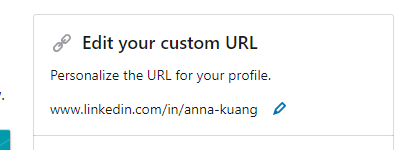 Edit your custom URL
Personalize the URL for your profile.
www.linkedin.com/in/anna-kuang